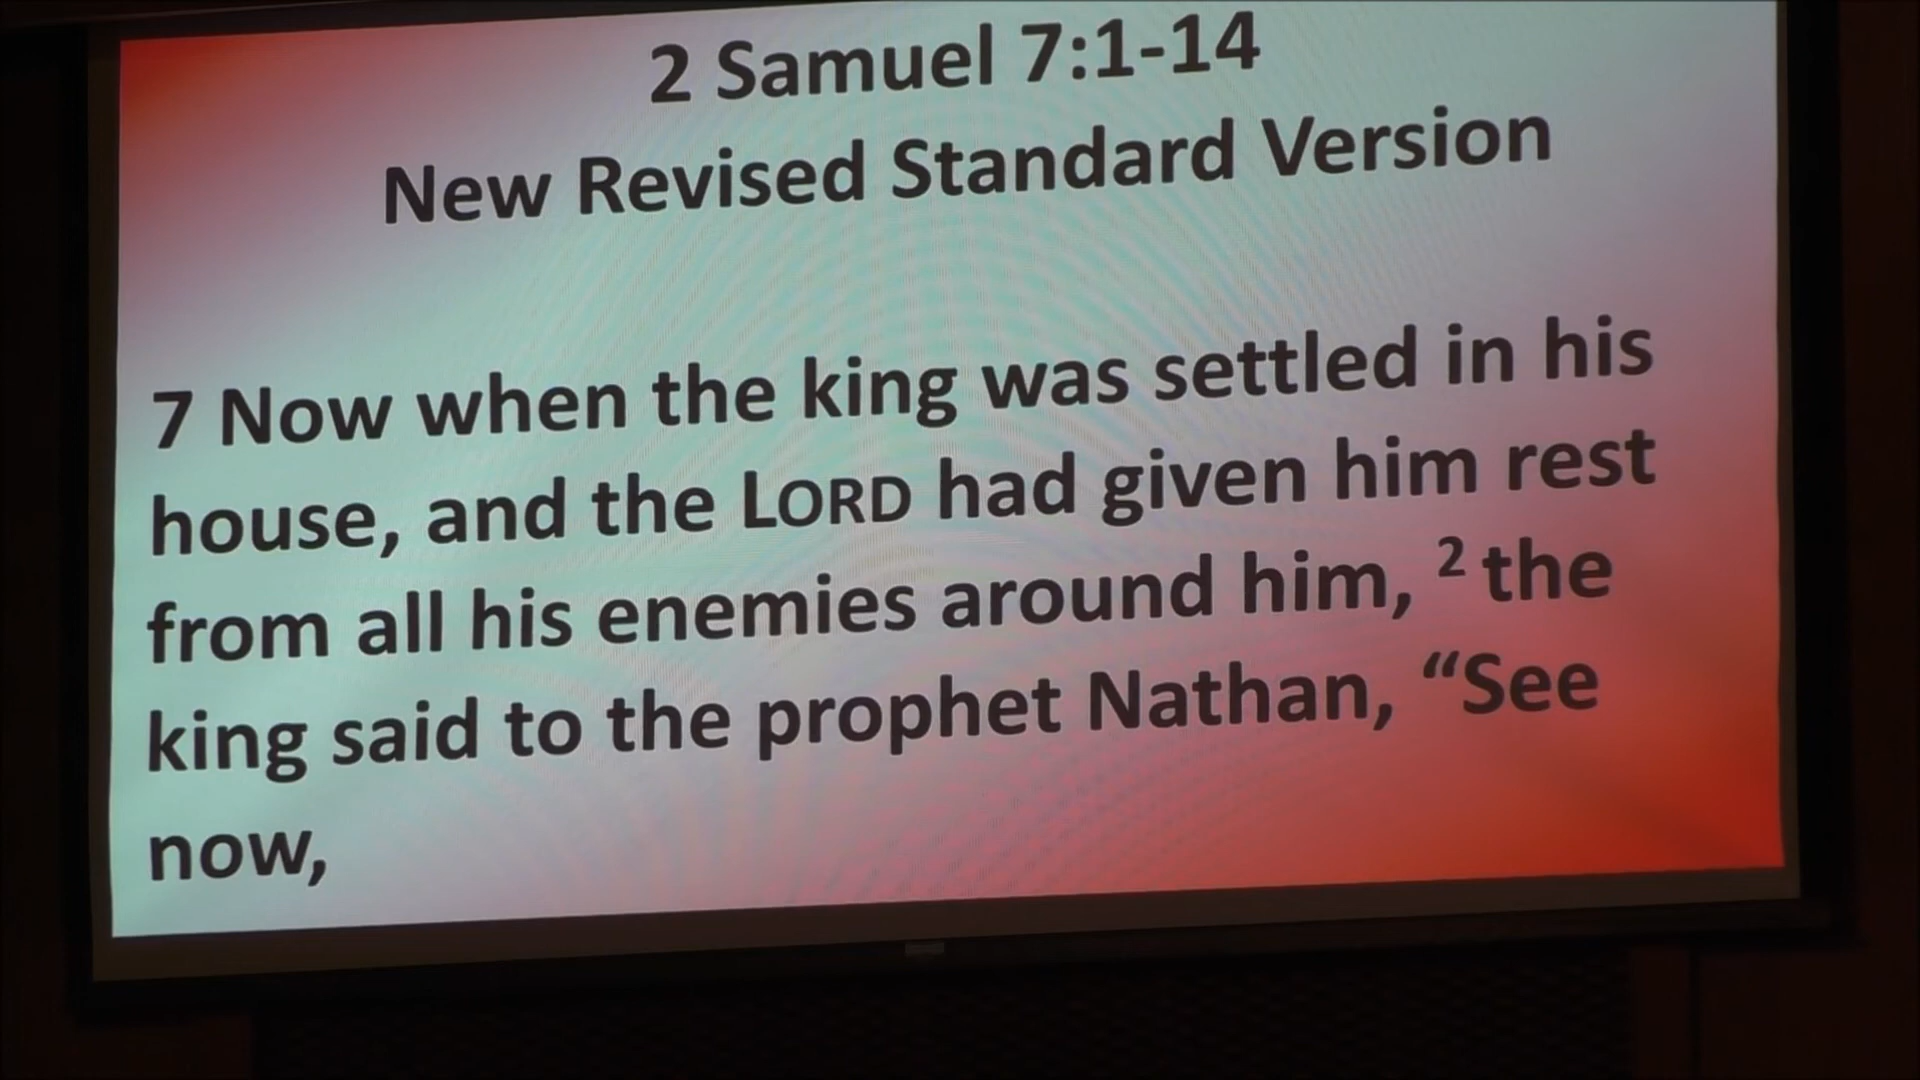 2 Samuel 7:1-14
New Revised Standard Version
7 Now when the king was settled in his
house, and the LORD had given him rest
from all his enemies around him, ² the
king said to the prophet Nathan, “See
now,